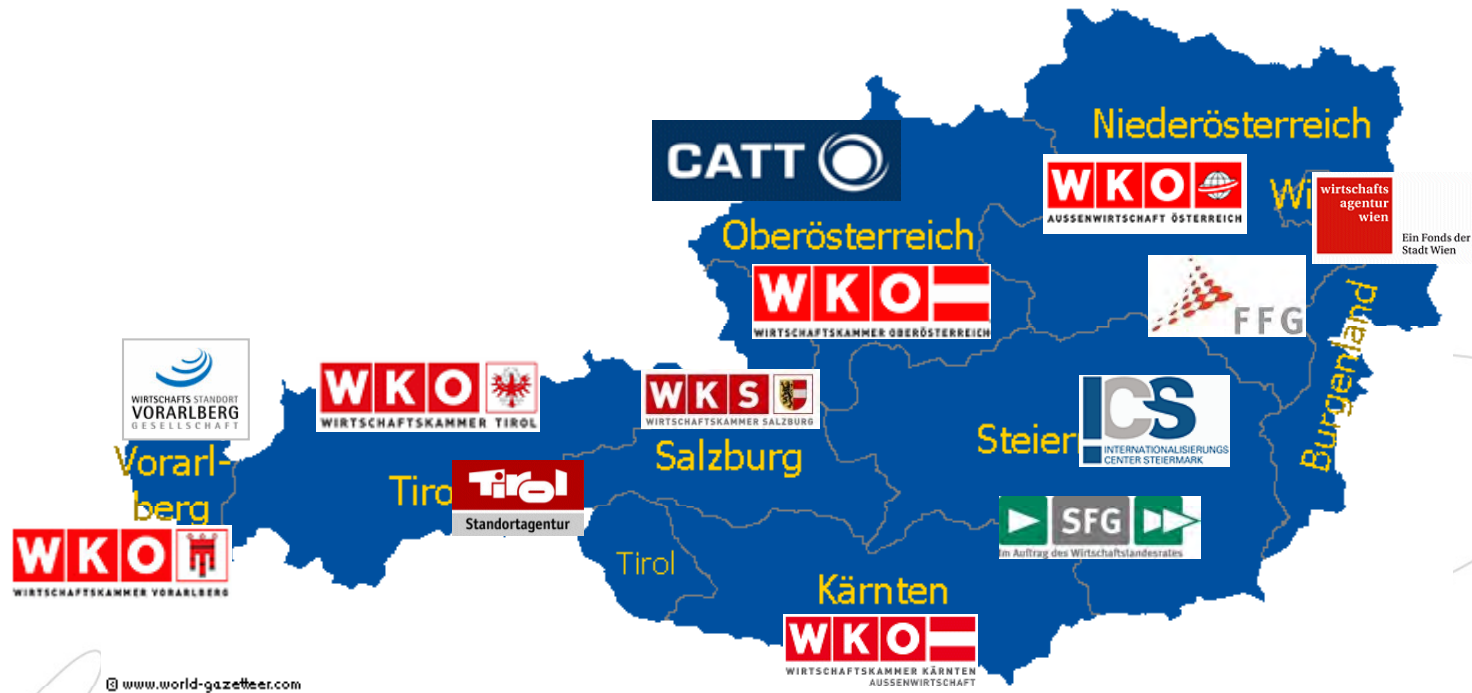 Niederösterreich
CATT
WKO
AUSSENWIRTSCHAFT ÖSTERREICH
Wi
wirtschafts
agentur
wien
Ein Fonds der
Stadt Wien
Oberösterreich
WKO
WIRTSCHAFTSKAMMER OBERÖSTERREICH
FFG
Burgenland
WIRTSCHAFTS STANDORT
VORARLBERG
GESELLSCHAFT
Vorarl-
berg
WKO
WIRTSCHAFTSKAMMER VORARLBERG
WKO
WIRTSCHAFTSKAMMER TIROL
Tiro
Tirol
Standortagentur
WKS
WIRTSCHAFTSKAMMER SALZBURG
Salzburg
Steier
ICS
INTERNATIONALISIERUNGS
CENTER STEIERMARK
SFG
Im Auftrag des Wirtschaftslandesrates
Tirol
Kärnten
WKO
WIRTSCHAFTSKAMMER KÄRNTEN
AUSSENWIRTSCHAFT
© www.world-gazetteer.com